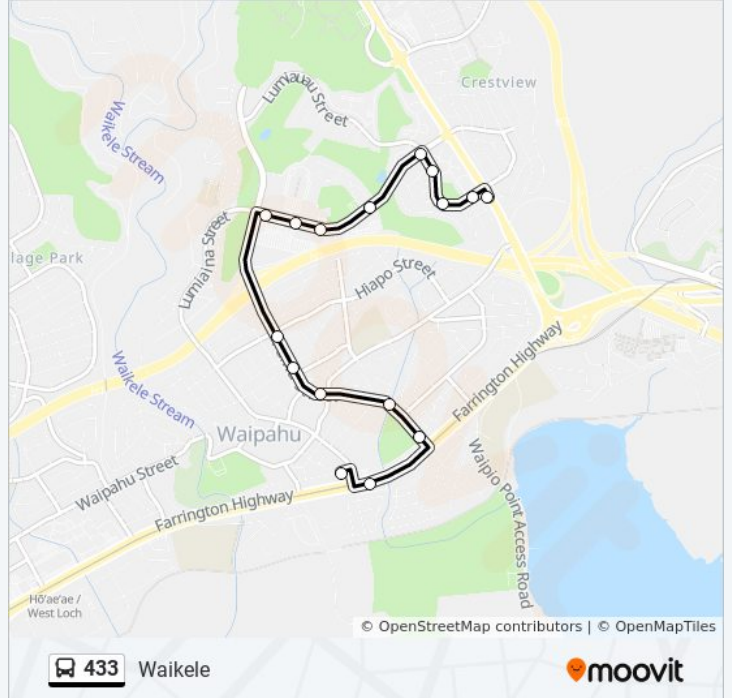 Crestview
Lumiauau Street
Waikele Stream
Lumiaina Street
llage Park
Hiapo Street
Farrington Highway
Waikele Stream
Waipahu
Waipahu Street
Waipio Point Access Road
Farrington Highway
Hō‘ae‘ae /
West Loch
© OpenStreetMap contributors | © OpenMapTiles
433 Waikele
moovit